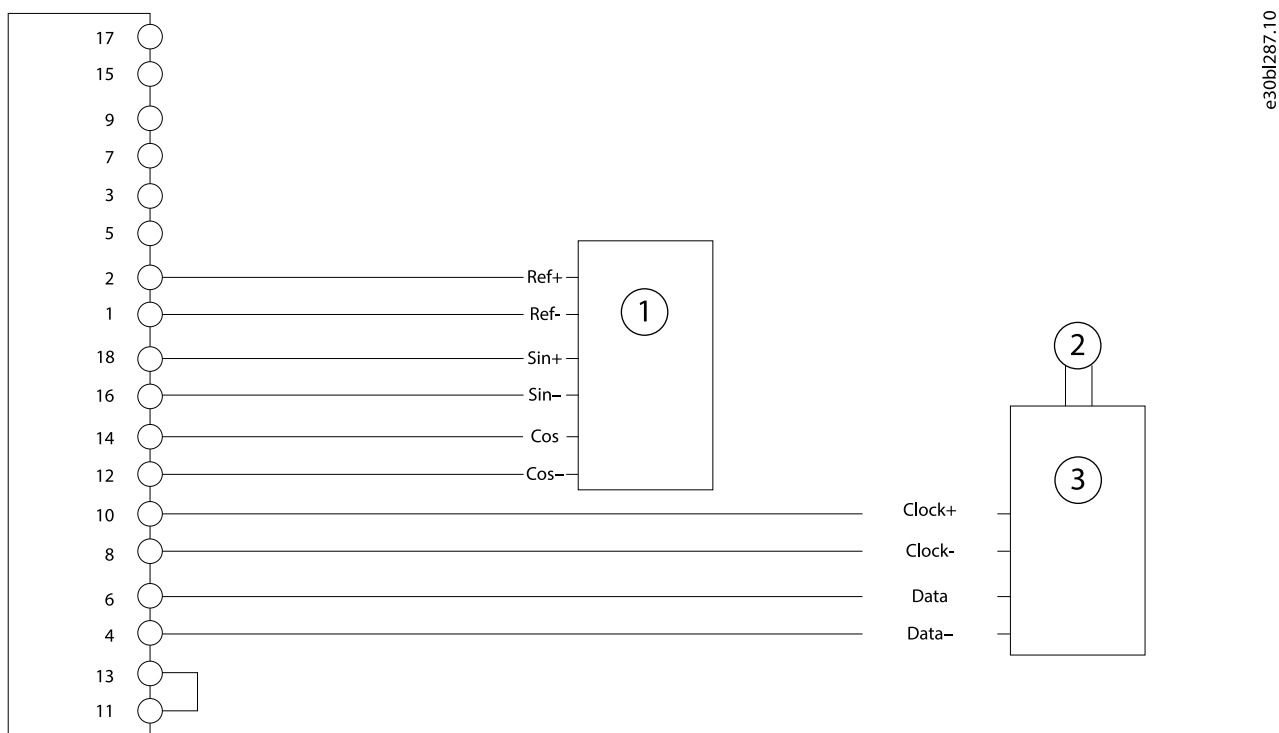 e30bl287.10
17
15
9
7
3
5
2 Ref+
1 Ref-
1
18 Sin+
16 Sin–
14 Cos
12 Cos–
2
3
10 Clock+
8 Clock-
6 Data
4 Data–
13
11